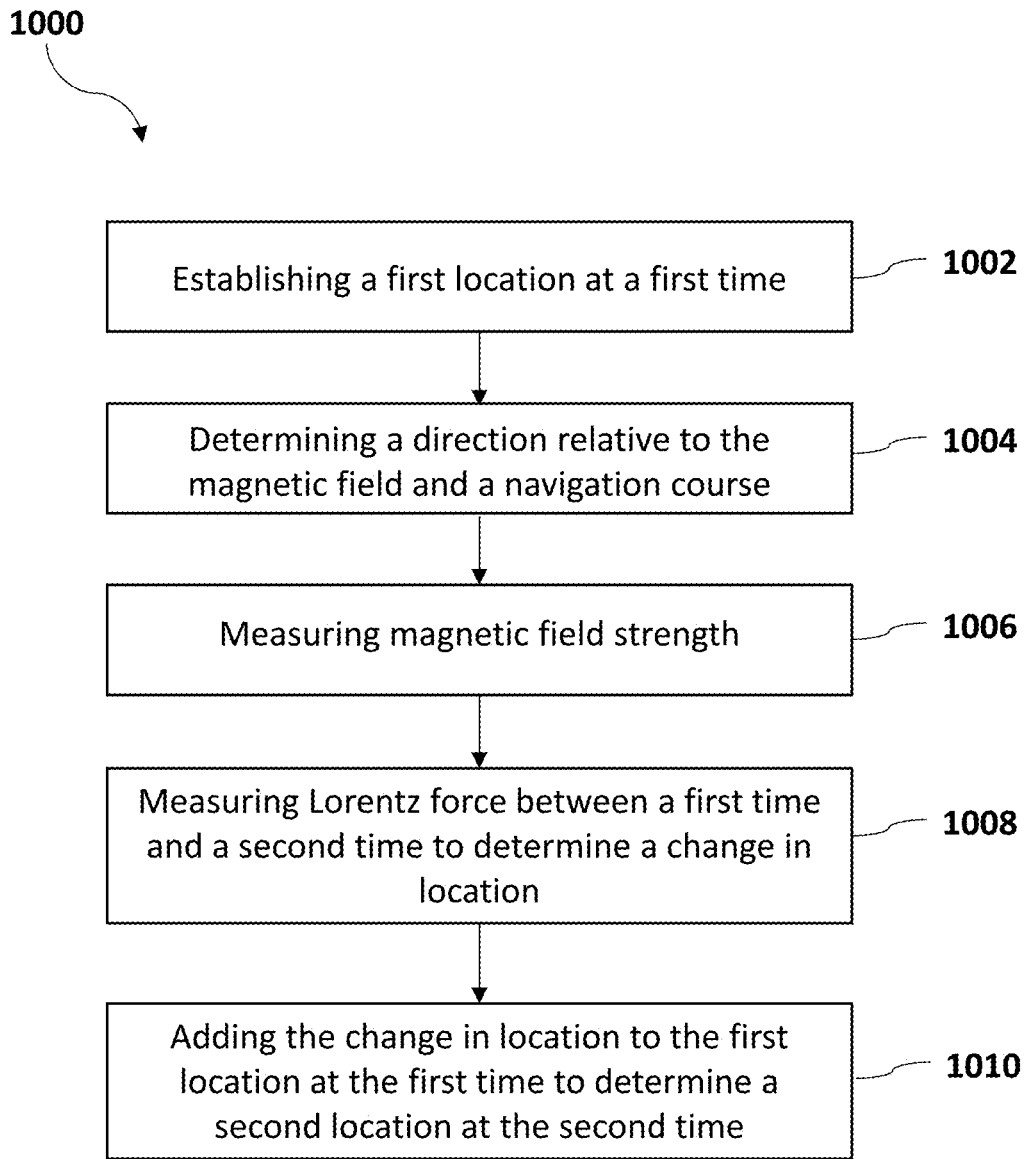 1000
Establishing a first location at a first time
1002
Determining a direction relative to the
magnetic field and a navigation course
1004
Measuring magnetic field strength
1006
Measuring Lorentz force between a first time
and a second time to determine a change in
location
1008
Adding the change in location to the first
location at the first time to determine a
second location at the second time
1010